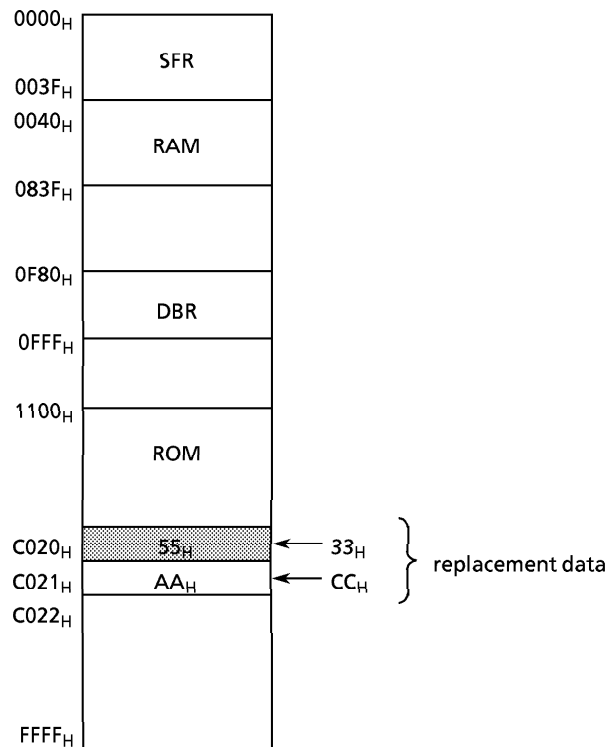 0000H
SFR
003FH
0040H
RAM
083FH
0F80H
DBR
0FFFH
1100H
ROM
C020H 55H 33H
replacement data
C021H AAH CCH
C022H
FFFFH